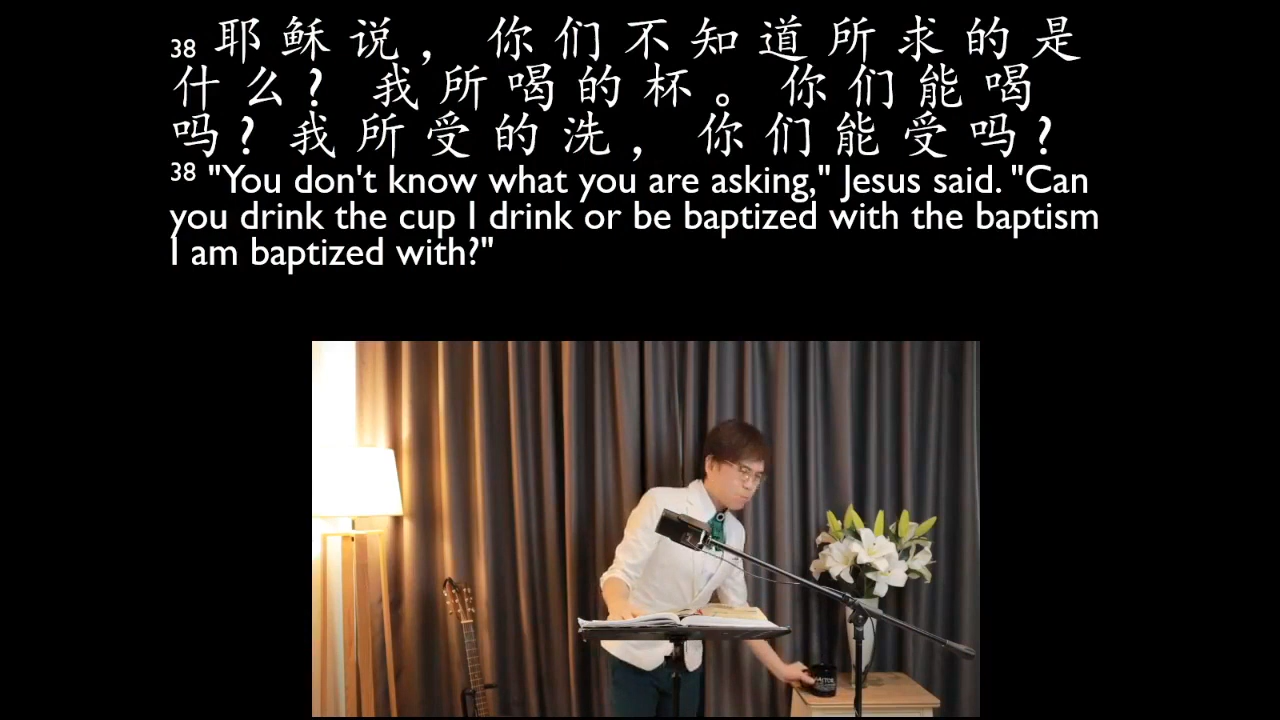 38 耶稣说，你们不知道所求的是
什么？我所喝的杯。你们能喝
吗？我所受的洗，你们能受吗？
38 "You don't know what you are asking," Jesus said. "Can
you drink the cup I drink or be baptized with the baptism
I am baptized with?"